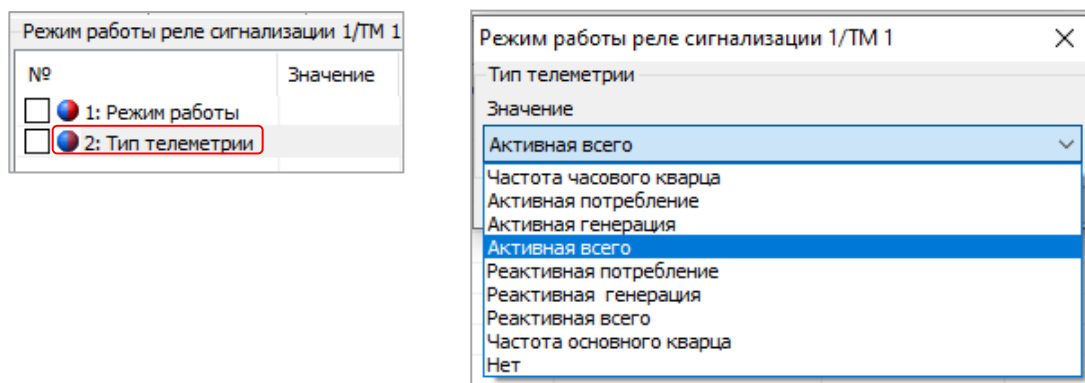 Режим работы реле сигнализации 1/ТМ 1
№ Значение
1: Режим работы
2: Тип телеметрии
Режим работы реле сигнализации 1/ТМ 1
Тип телеметрии
Значение
Активная всего
Частота часового кварца
Активная потребление
Активная генерация
Активная всего
Реактивная потребление
Реактивная  генерация
Реактивная всего
Частота основного кварца
Нет